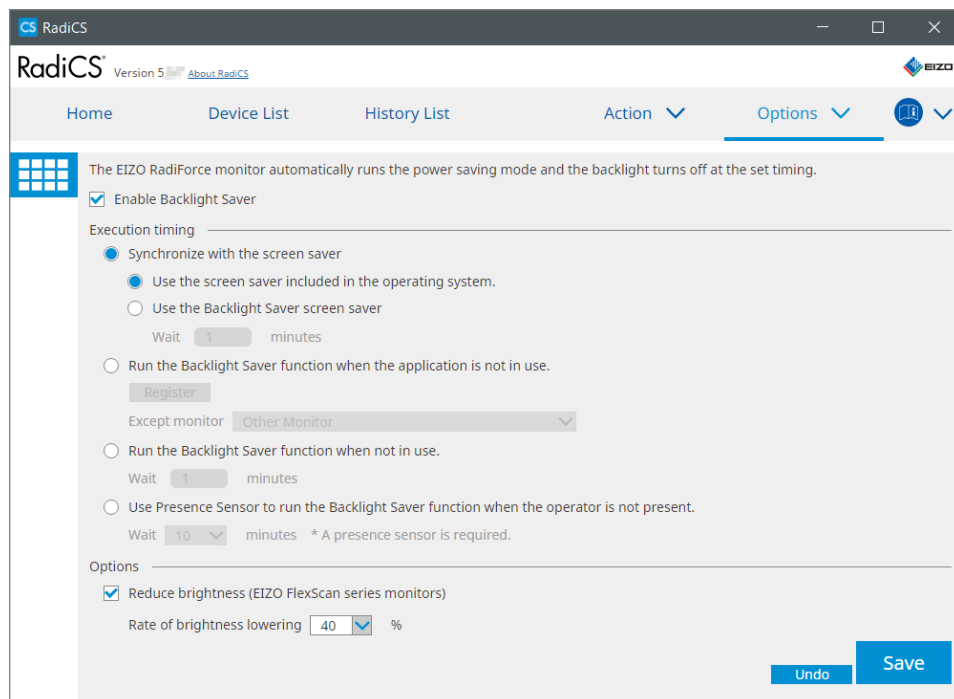 CS RadiCS
RadiCS Version 5. About RadiCS EIZO
Home Device List History List Action Options
The EIZO RadiForce monitor automatically runs the power saving mode and the backlight turns off at the set timing.
Enable Backlight Saver
Execution timing
Synchronize with the screen saver
Use the screen saver included in the operating system.
Use the Backlight Saver screen saver
Wait 1 minutes
Run the Backlight Saver function when the application is not in use.
Register
Except monitor Other Monitor
Run the Backlight Saver function when not in use.
Wait 1 minutes
Use Presence Sensor to run the Backlight Saver function when the operator is not present.
Wait 10 minutes * A presence sensor is required.
Options
Reduce brightness (EIZO FlexScan series monitors)
Rate of brightness lowering 40 %
Undo Save